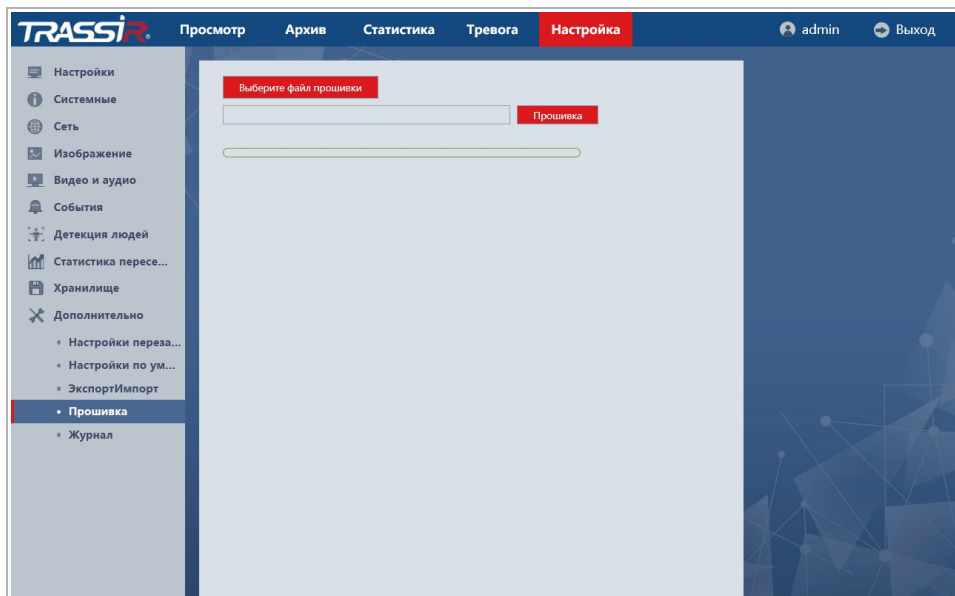 TRASSIR
Просмотр Архив Статистика Тревога Настройка admin Выход
Настройки
Системные
Сеть
Изображение
Видео и аудио
События
Детекция людей
Статистика пересе...
Хранилище
Дополнительно
Настройки переза...
Настройки по ум...
ЭкспортИмпорт
Прошивка
Журнал
Выберите файл прошивки
Прошивка